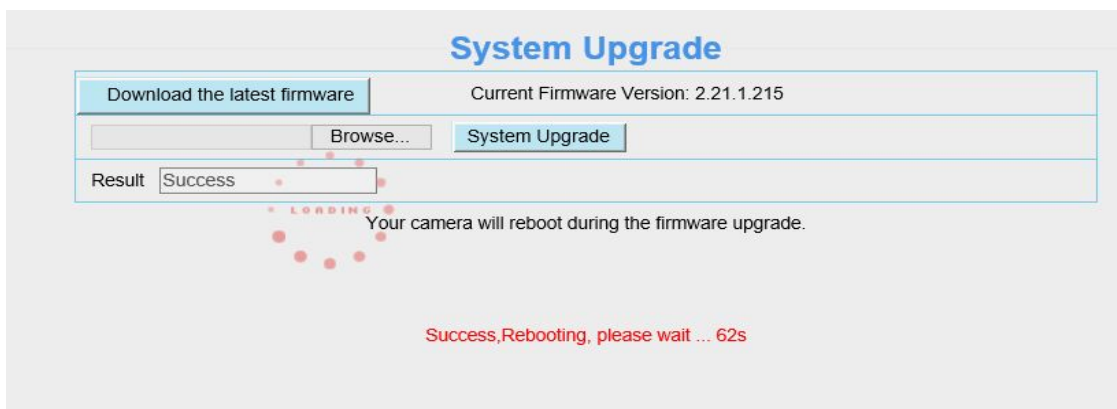 System Upgrade
Download the latest firmware Current Firmware Version: 2.21.1.215
Browse... System Upgrade
Result Success
LOADING
Your camera will reboot during the firmware upgrade.
Success,Rebooting, please wait ... 62s